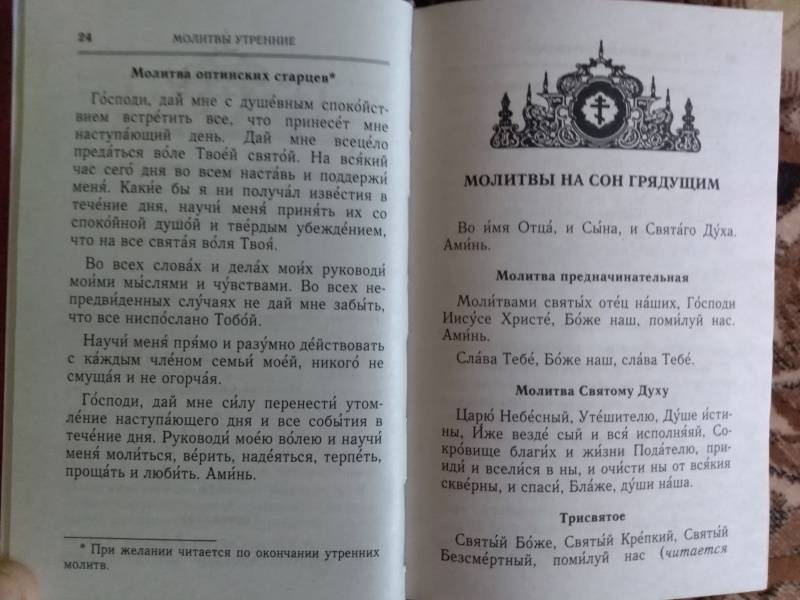 24 МОЛИТВЫ УТРЕННИЕ
Молитва оптинских старцев*
Го́споди, дай мне с душе́вным споко́йст-
вием встре́тить все, что принесе́т мне
наступа́ющий день. Дай мне всеце́ло
преда́ться во́ле Твое́й свято́й. На вся́кий
час сего́ дня во всем наста́вь и поддержи́
меня́. Каки́е бы я ни получа́л изве́стия в
тече́ние дня, научи́ меня́ приня́ть их со
споко́йной душо́й и тве́рдым убежде́нием,
что на все свята́я во́ля Твоя́.
Во всех слова́х и дела́х мои́х руководи́
мои́ми мы́слями и чу́вствами. Во всех не-
предви́денных слу́чаях не дай мне забы́ть,
что все ниспо́слано Тобо́й.
Научи́ меня́ пря́мо и разу́мно де́йствовать
с ка́ждым чле́ном семьи́ мое́й, никого́ не
смуща́я и не огорча́я.
Го́споди, дай мне си́лу перенести́ утом-
ле́ние наступа́ющего дня и все собы́тия в
тече́ние дня. Руководи́ мое́ю во́лею и научи́
меня́ моли́ться, ве́рить, наде́яться, терпе́ть,
проща́ть и люби́ть. Ами́нь.
* При желании читается по окончании утренних
молитв.
МОЛИТВЫ НА СОН ГРЯДУЩИМ
Во и́мя Отца́, и Сы́на, и Свята́го Ду́ха.
Ами́нь.
Молитва предначинательная
Моли́твами святы́х оте́ц на́ших, Го́споди
Иису́се Христе́, Бо́же наш, поми́луй нас.
Ами́нь.
Сла́ва Тебе́, Бо́же наш, сла́ва Тебе́.
Молитва Святому Духу
Царю́ Небе́сный, Уте́шителю, Ду́ше и́сти-
ны, И́же везде́ сый и вся́ исполня́яй, Со-
кро́вище благи́х и жи́зни Пода́телю, при-
иди́ и всели́ся в ны, и очи́сти ны от вся́кия
скве́рны, и спаси́, Бла́же, ду́ши на́ша.
Трисвятое
Святы́й Бо́же, Святы́й Кре́пкий, Святы́й
Безсме́ртный, поми́луй нас (читается